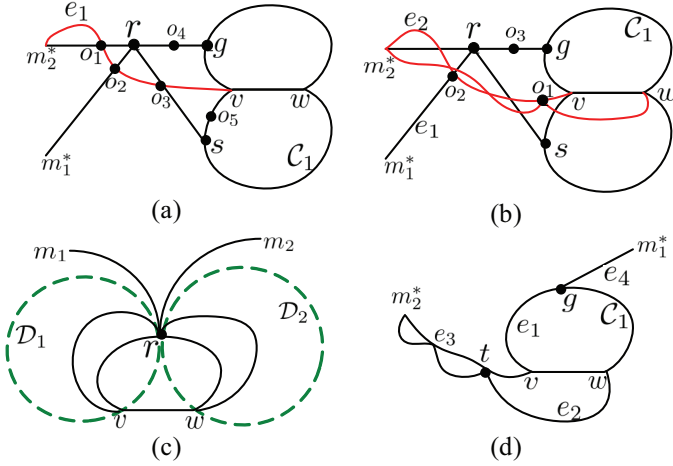 e₁ r o₄ g C₁
m₂* o₁ o₂ o₃ v w
o₅ s C₁
m₁*
(a)
e₂ r o₃ g C₁
m₂* o₂ o₁ v w
e₁ s
m₁*
(b)
m₁ m₂
D₁ r D₂
v w
(c)
m₁*
e₄
m₂* g
e₃ t e₁ C₁
v w
e₂
(d)